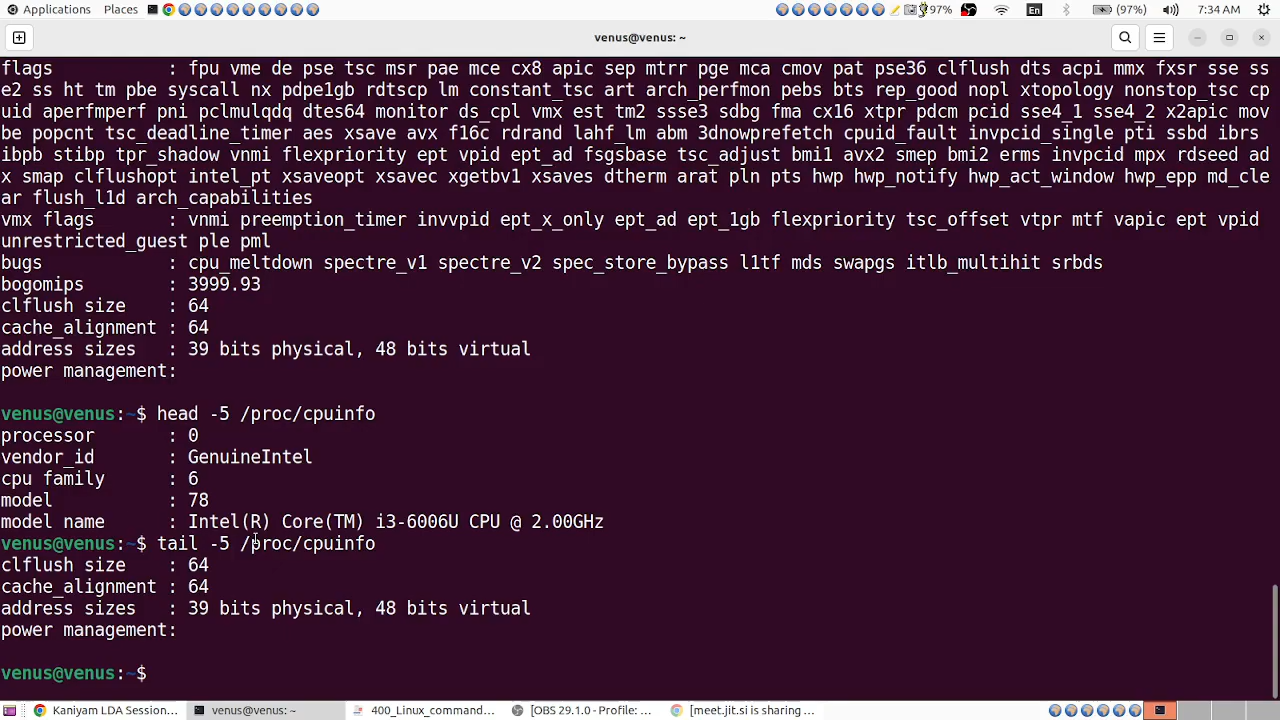 Applications Places 97% En (97%) 7:34 AM
venus@venus: ~
flags : fpu vme de pse tsc msr pae mce cx8 apic sep mtrr pge mca cmov pat pse36 clflush dts acpi mmx fxsr sse ss
e2 ss ht tm pbe syscall nx pdpe1gb rdtscp lm constant_tsc art arch_perfmon pebs bts rep_good nopl xtopology nonstop_tsc cp
uid aperfmperf pni pclmulqdq dtes64 monitor ds_cpl vmx est tm2 ssse3 sdbg fma cx16 xtpr pdcm pcid sse4_1 sse4_2 x2apic mov
be popcnt tsc_deadline_timer aes xsave avx f16c rdrand lahf_lm abm 3dnowprefetch cpuid_fault invpcid_single pti ssbd ibrs
ibpb stibp tpr_shadow vnmi flexpriority ept vpid ept_ad fsgsbase tsc_adjust bmi1 avx2 smep bmi2 erms invpcid mpx rdseed ad
x smap clflushopt intel_pt xsaveopt xsavec xgetbv1 xsaves dtherm arat pln pts hwp hwp_notify hwp_act_window hwp_epp md_cle
ar flush_l1d arch_capabilities
vmx flags : vnmi preemption_timer invvpid ept_x_only ept_ad ept_1gb flexpriority tsc_offset vtpr mtf vapic ept vpid
unrestricted_guest ple pml
bugs : cpu_meltdown spectre_v1 spectre_v2 spec_store_bypass l1tf mds swapgs itlb_multihit srbds
bogomips : 3999.93
clflush size : 64
cache_alignment : 64
address sizes : 39 bits physical, 48 bits virtual
power management:
venus@venus:~$ head -5 /proc/cpuinfo
processor : 0
vendor_id : GenuineIntel
cpu family : 6
model : 78
model name : Intel(R) Core(TM) i3-6006U CPU @ 2.00GHz
venus@venus:~$ tail -5 /proc/cpuinfo
clflush size : 64
cache_alignment : 64
address sizes : 39 bits physical, 48 bits virtual
power management:
venus@venus:~$
Kaniyam LDA Session... venus@venus: ~ 400_Linux_command... [OBS 29.1.0 - Profile: ... [meet.jit.si is sharing ...